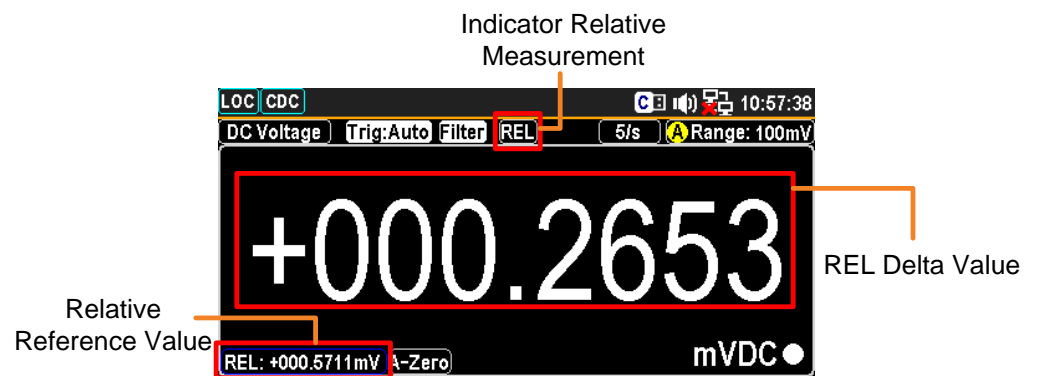 Indicator Relative
Measurement
LOC CDC C 10:57:38
DC Voltage Trig:Auto Filter REL 5/s A Range: 100mV
+000.2653
REL Delta Value
Relative
Reference Value
REL: +000.5711mV A-Zero mVDC